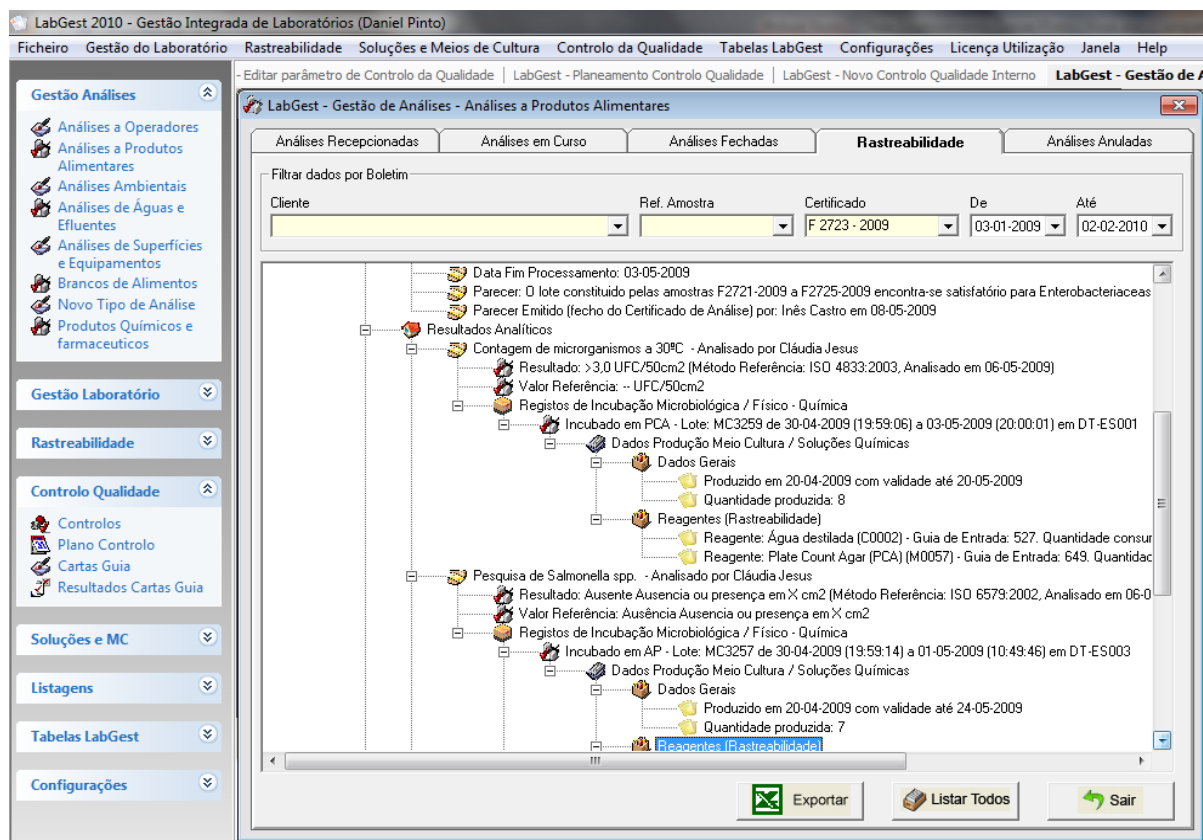 LabGest 2010 - Gestão Integrada de Laboratórios (Daniel Pinto)
Ficheiro Gestão do Laboratório Rastreabilidade Soluções e Meios de Cultura Controlo da Qualidade Tabelas LabGest Configurações Licença Utilização Janela Help
- Editar parâmetro de Controlo da Qualidade | LabGest - Planeamento Controlo Qualidade | LabGest - Novo Controlo Qualidade Interno LabGest - Gestão de A
Gestão Análises
Análises a Operadores
Análises a Produtos
Alimentares
Análises Ambientais
Análises de Águas e
Efluentes
Análises de Superfícies
e Equipamentos
Brancos de Alimentos
Novo Tipo de Análise
Produtos Químicos e
farmaceuticos
Gestão Laboratório
Rastreabilidade
Controlo Qualidade
Controlos
Plano Controlo
Cartas Guia
Resultados Cartas Guia
Soluções e MC
Listagens
Tabelas LabGest
Configurações
LabGest - Gestão de Análises - Análises a Produtos Alimentares
Análises Recepcionadas Análises em Curso Análises Fechadas Rastreabilidade Análises Anuladas
Filtrar dados por Boletim
Cliente Ref. Amostra Certificado De Até
F 2723 - 2009 03-01-2009 02-02-2010
Data Fim Processamento: 03-05-2009
Parecer: O lote constituido pelas amostras F2721-2009 a F2725-2009 encontra-se satisfatório para Enterobacteriaceas
Parecer Emitido (fecho do Certificado de Análise) por: Inês Castro em 08-05-2009
Resultados Analíticos
Contagem de microrganismos a 30ºC - Analisado por Cláudia Jesus
Resultado: >3,0 UFC/50cm2 (Método Referência: ISO 4833:2003, Analisado em 06-05-2009)
Valor Referência: -- UFC/50cm2
Registos de Incubação Microbiológica / Físico - Química
Incubado em PCA - Lote: MC3259 de 30-04-2009 (19:59:06) a 03-05-2009 (20:00:01) em DT-ES001
Dados Produção Meio Cultura / Soluções Químicas
Dados Gerais
Produzido em 20-04-2009 com validade até 20-05-2009
Quantidade produzida: 8
Reagentes (Rastreabilidade)
Reagente: Água destilada (C0002) - Guia de Entrada: 527. Quantidade consur
Reagente: Plate Count Agar (PCA) (M0057) - Guia de Entrada: 649. Quantidac
Pesquisa de Salmonella spp. - Analisado por Cláudia Jesus
Resultado: Ausente Ausencia ou presença em X cm2 (Método Referência: ISO 6579:2002, Analisado em 06-0
Valor Referência: Ausência Ausencia ou presença em X cm2
Registos de Incubação Microbiológica / Físico - Química
Incubado em AP - Lote: MC3257 de 30-04-2009 (19:59:14) a 01-05-2009 (10:49:46) em DT-ES003
Dados Produção Meio Cultura / Soluções Químicas
Dados Gerais
Produzido em 20-04-2009 com validade até 24-05-2009
Quantidade produzida: 7
Reagentes (Rastreabilidade)
Exportar Listar Todos Sair